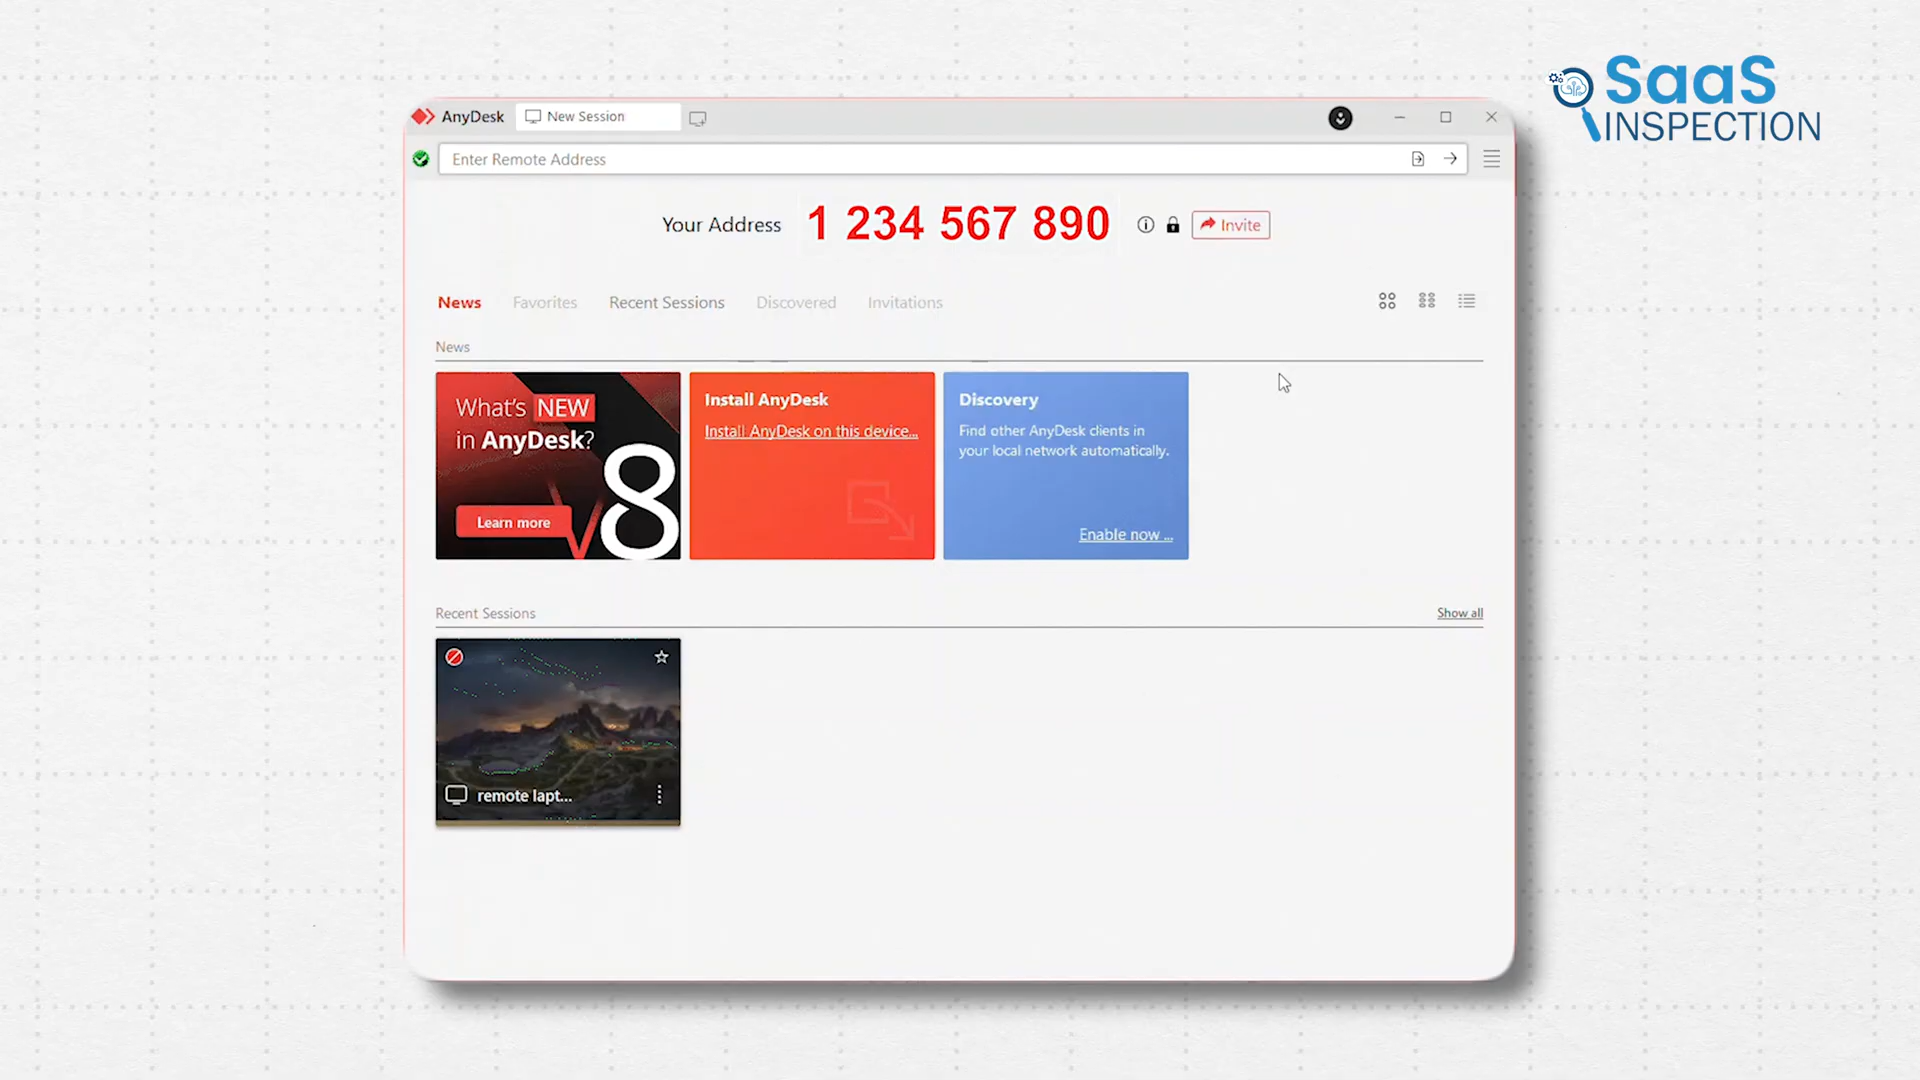 SaaS
INSPECTION
AnyDesk
New Session
Enter Remote Address
Your Address
1 234 567 890
Invite
News
Favorites
Recent Sessions
Discovered
Invitations
News
What's NEW
in AnyDesk?
Learn more
V8
Install AnyDesk
Install AnyDesk on this device...
Discovery
Find other AnyDesk clients in
your local network automatically.
Enable now ...
Recent Sessions
Show all
remote lapt...